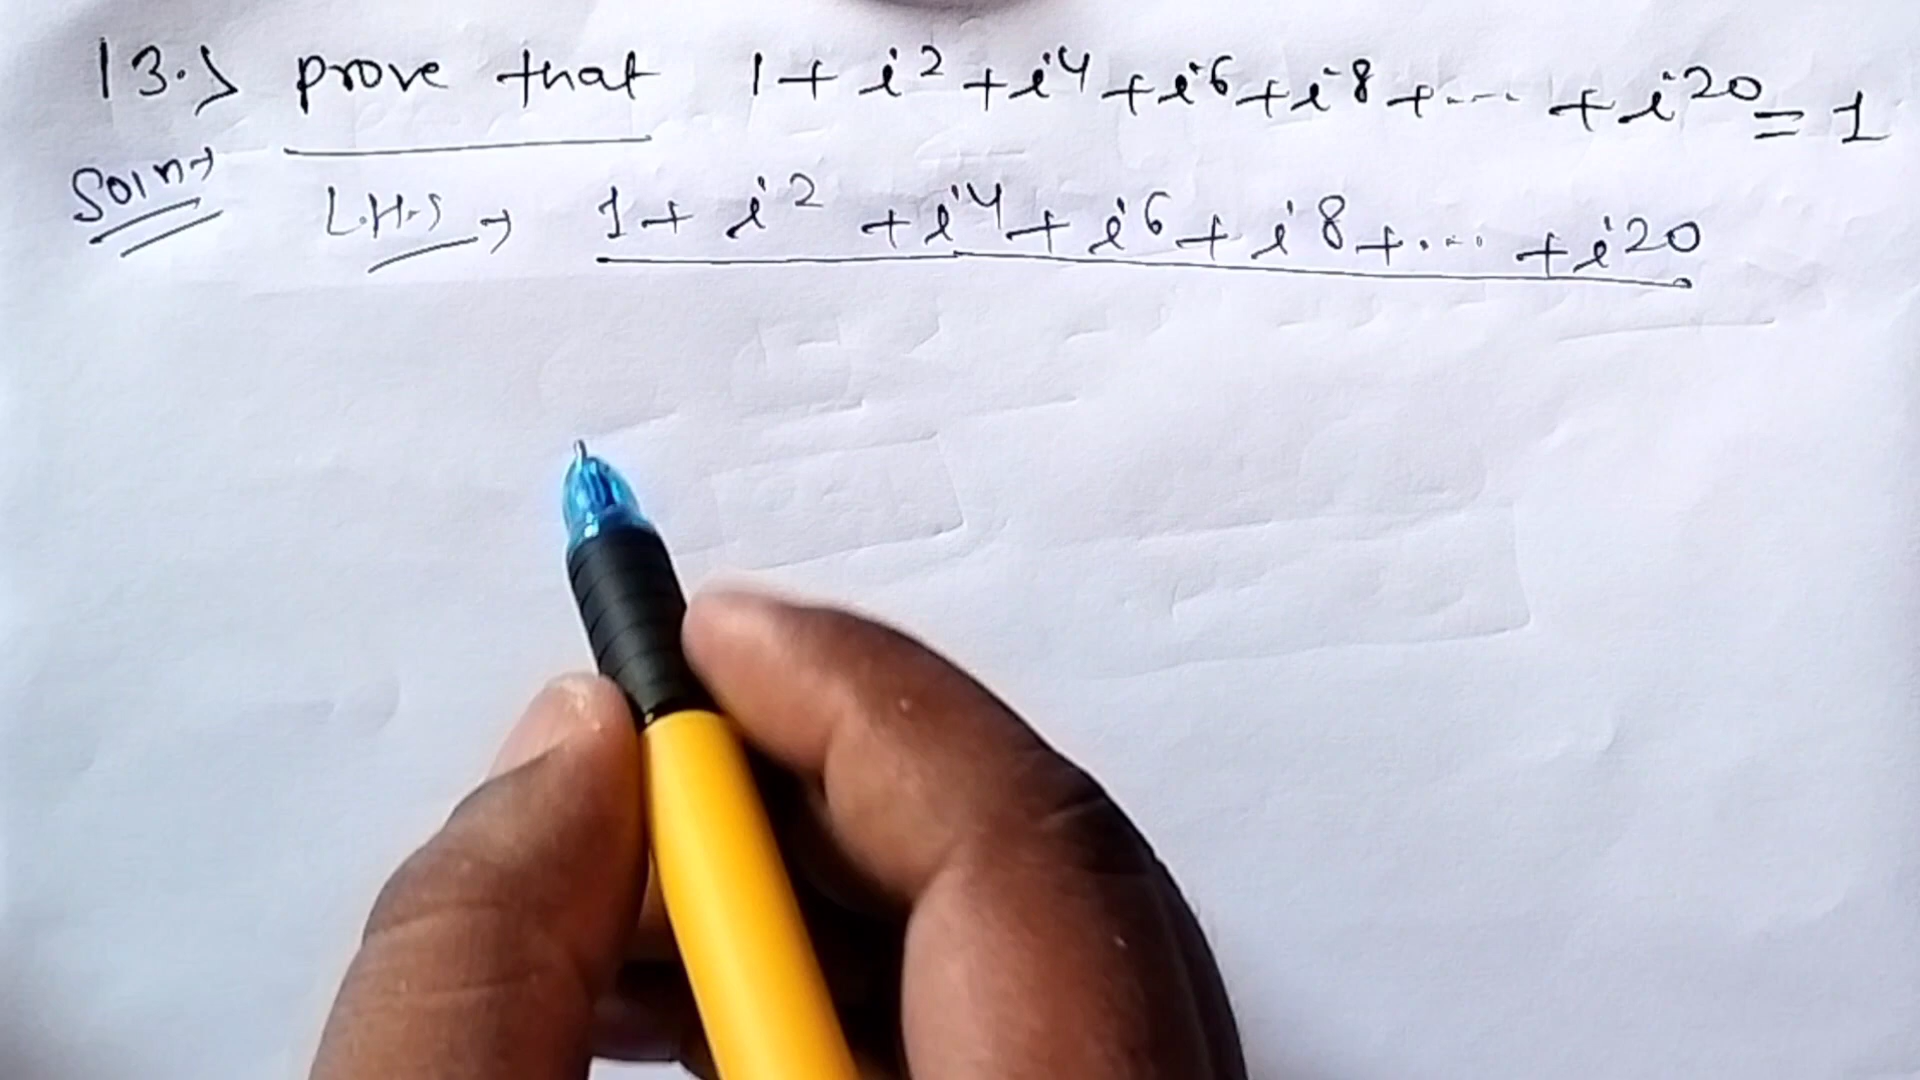 13.> prove that 1 + i² + i⁴ + i⁶ + i⁸ + .... + i²⁰ = 1
Soln→ L.H.S → 1 + i² + i⁴ + i⁶ + i⁸ + .... + i²⁰